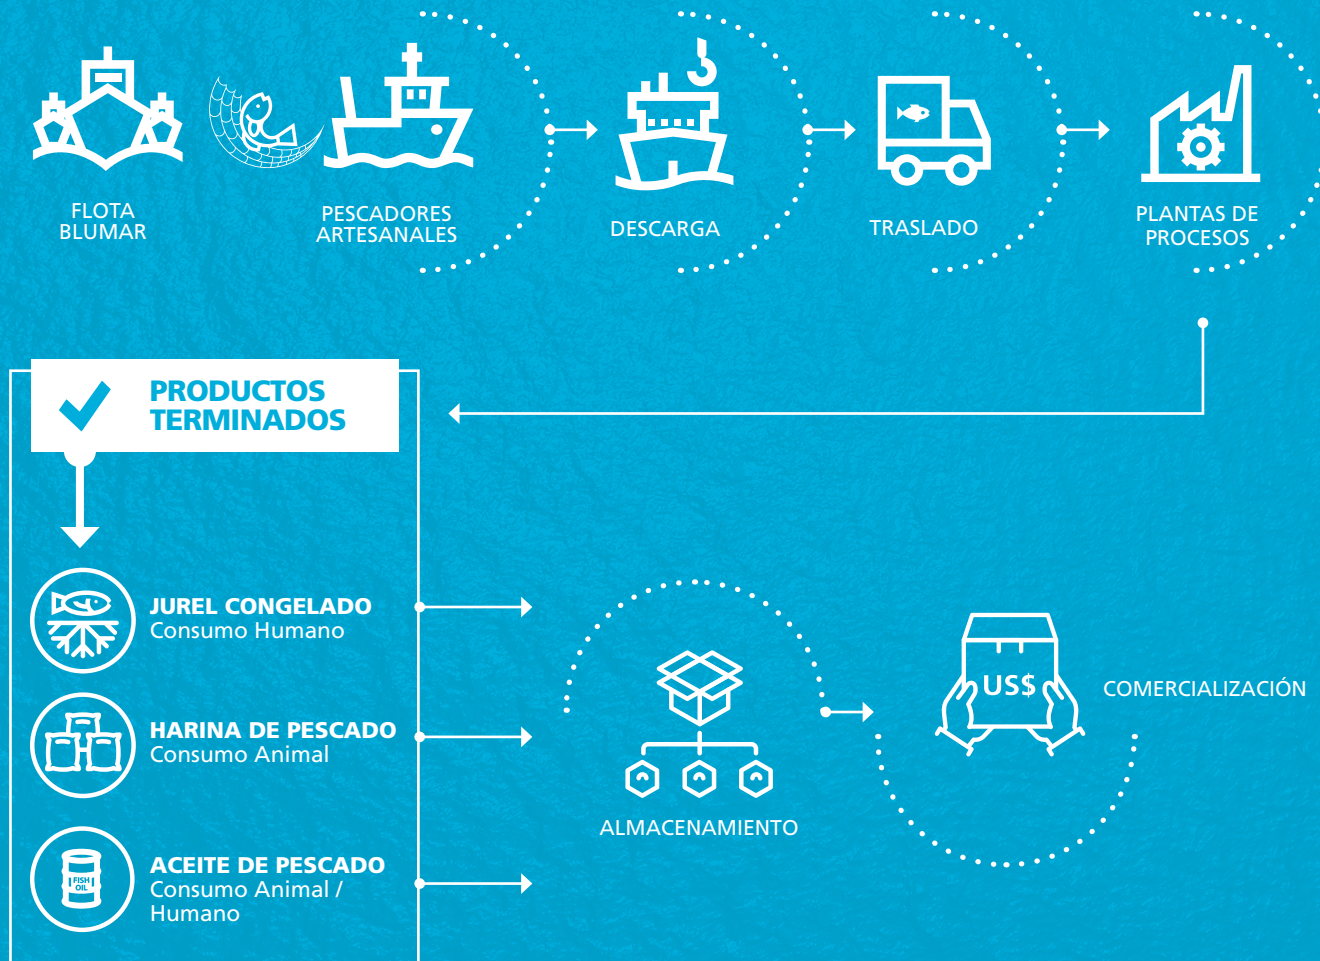 FLOTA
BLUMAR
PESCADORES
ARTESANALES
DESCARGA
TRASLADO
PLANTAS DE
PROCESOS
PRODUCTOS
TERMINADOS
JUREL CONGELADO
Consumo Humano
HARINA DE PESCADO
Consumo Animal
FISH
OIL
ACEITE DE PESCADO
Consumo Animal /
Humano
ALMACENAMIENTO
US$
COMERCIALIZACIÓN